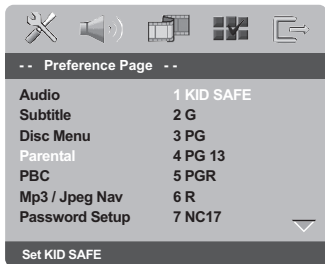 -- Preference Page --
Audio 1 KID SAFE
Subtitle 2 G
Disc Menu 3 PG
Parental 4 PG 13
PBC 5 PGR
Mp3 / Jpeg Nav 6 R
Password Setup 7 NC17
Set KID SAFE